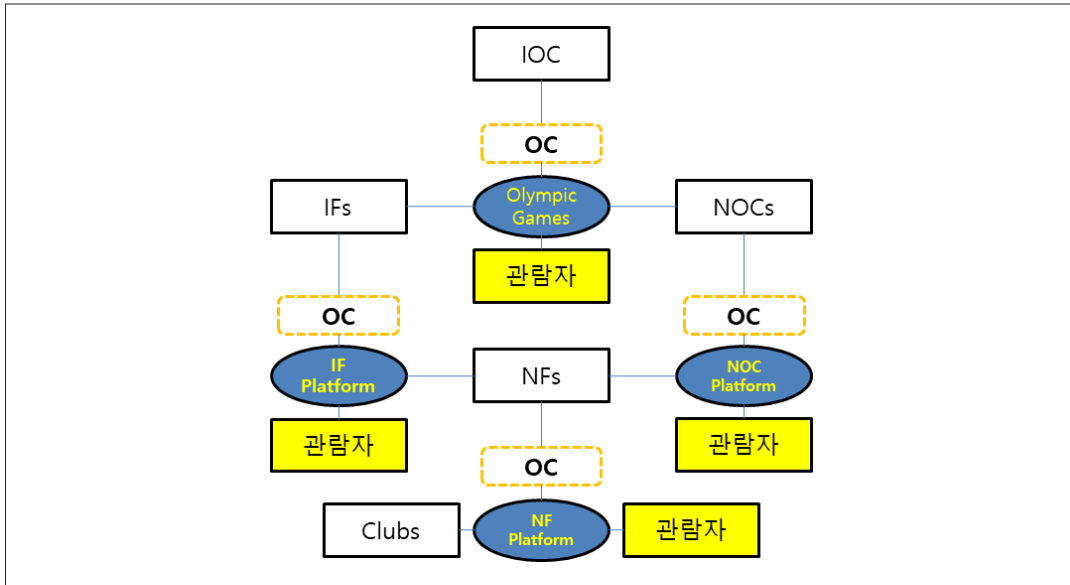 IOC
OC
IFs
Olympic
Games
NOCs
관람자
OC
OC
IF
Platform
NFs
NOC
Platform
관람자
관람자
OC
Clubs
NF
Platform
관람자